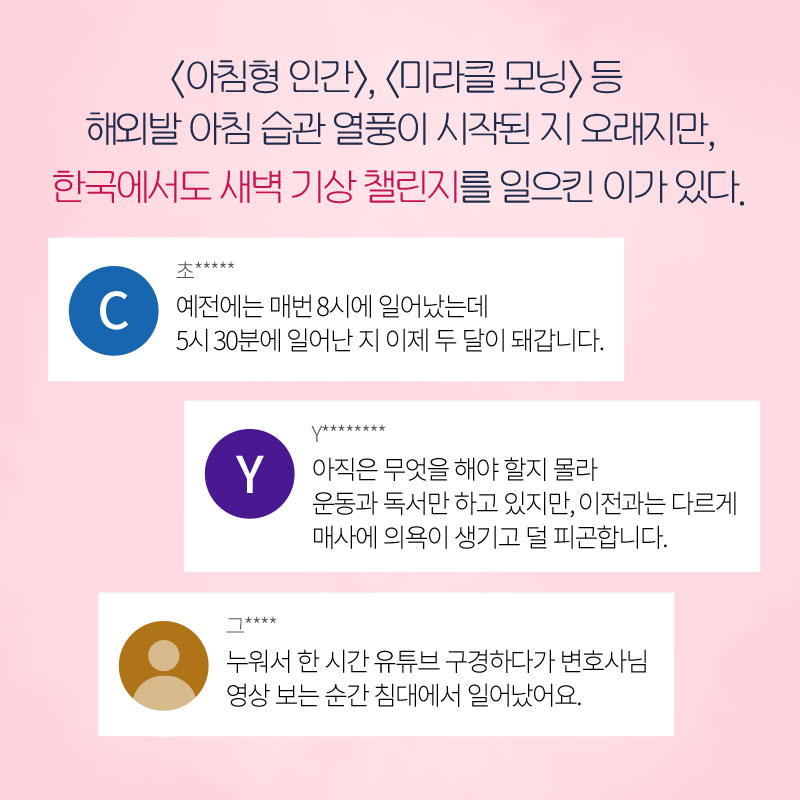 〈아침형 인간〉, 〈미라클 모닝〉 등
해외발 아침 습관 열풍이 시작된 지 오래지만,
한국에서도 새벽 기상 챌린지를 일으킨 이가 있다.
초*****
C
예전에는 매번 8시에 일어났는데
5시 30분에 일어난 지 이제 두 달이 돼갑니다.
Y********
Y
아직은 무엇을 해야 할지 몰라
운동과 독서만 하고 있지만, 이전과는 다르게
매사에 의욕이 생기고 덜 피곤합니다.
그****
누워서 한 시간 유튜브 구경하다가 변호사님
영상 보는 순간 침대에서 일어났어요.